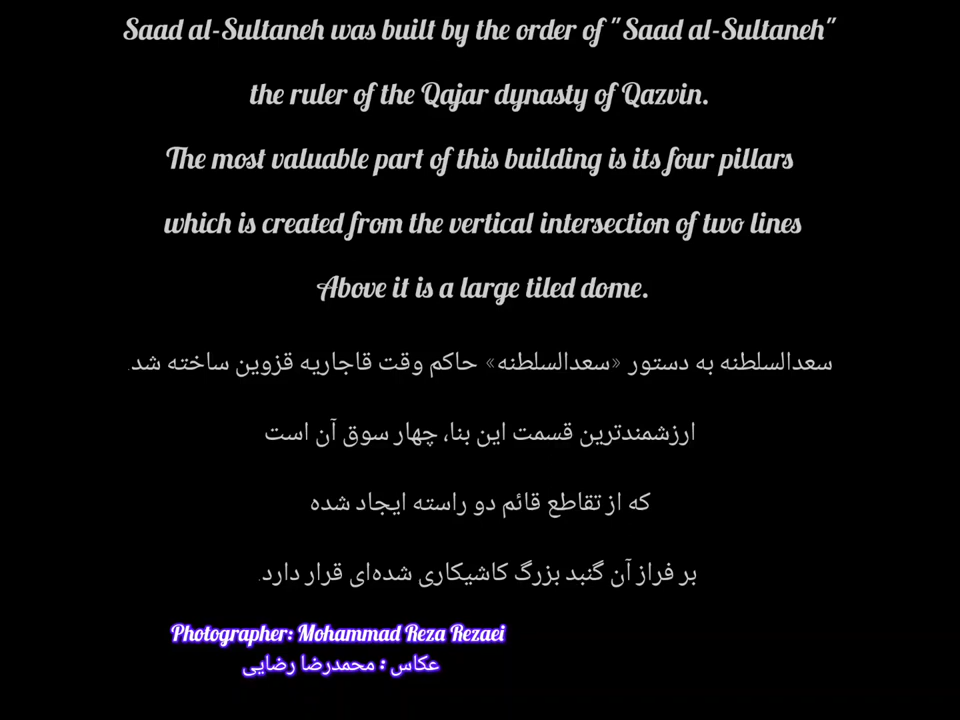 Saad al-Sultaneh was built by the order of "Saad al-Sultaneh"
the ruler of the Qajar dynasty of Qazvin.
The most valuable part of this building is its four pillars
which is created from the vertical intersection of two lines
Above it is a large tiled dome.
سعدالسلطنه به دستور «سعدالسلطنه» حاکم وقت قاجاریه قزوین ساخته شد.
ارزشمندترین قسمت این بنا، چهار سوق آن است
که از تقاطع قائم دو راسته ایجاد شده
بر فراز آن گنبد بزرگ کاشیکاری شده‌ای قرار دارد.
Photographer: Mohammad Reza Rezaei
عکاس : محمدرضا رضایی